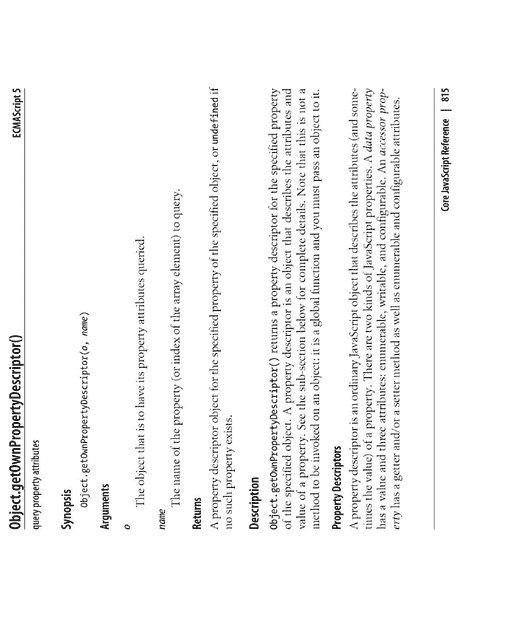 Object.getOwnPropertyDescriptor() ECMAScript 5
query property attributes
Synopsis
Object.getOwnPropertyDescriptor(o, name)
Arguments
o
The object that is to have its property attributes queried.
name
The name of the property (or index of the array element) to query.
Returns
A property descriptor object for the specified property of the specified object, or undefined if
no such property exists.
Description
Object.getOwnPropertyDescriptor() returns a property descriptor for the specified property
of the specified object. A property descriptor is an object that describes the attributes and
value of a property. See the sub-section below for complete details. Note that this is not a
method to be invoked on an object: it is a global function and you must pass an object to it.
Property Descriptors
A property descriptor is an ordinary JavaScript object that describes the attributes (and some-
times the value) of a property. There are two kinds of JavaScript properties. A data property
has a value and three attributes: enumerable, writable, and configurable. An accessor prop-
erty has a getter and/or a setter method as well as enumerable and configurable attributes.
Core JavaScript Reference | 815